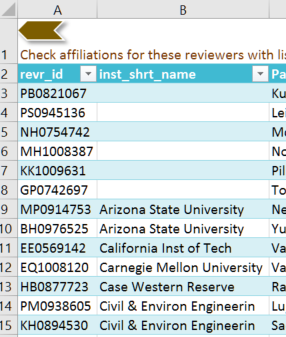 A B
1 Check affiliations for these reviewers with lis
2 revr_id inst_shrt_name Pa
3 PB0821067 Ku
4 PS0945136 Lei
5 NH0754742 Mo
6 MH1008387 No
7 KK1009631 Pil
8 GP0742697 To
9 MP0914753 Arizona State University Ne
10 BH0976525 Arizona State University Yu
11 EE0569142 California Inst of Tech Va
12 EQ1008120 Carnegie Mellon University Va
13 HB0877723 Case Western Reserve Ra
14 PM0938605 Civil & Environ Engineerin Lu
15 KH0894530 Civil & Environ Engineerin Sa